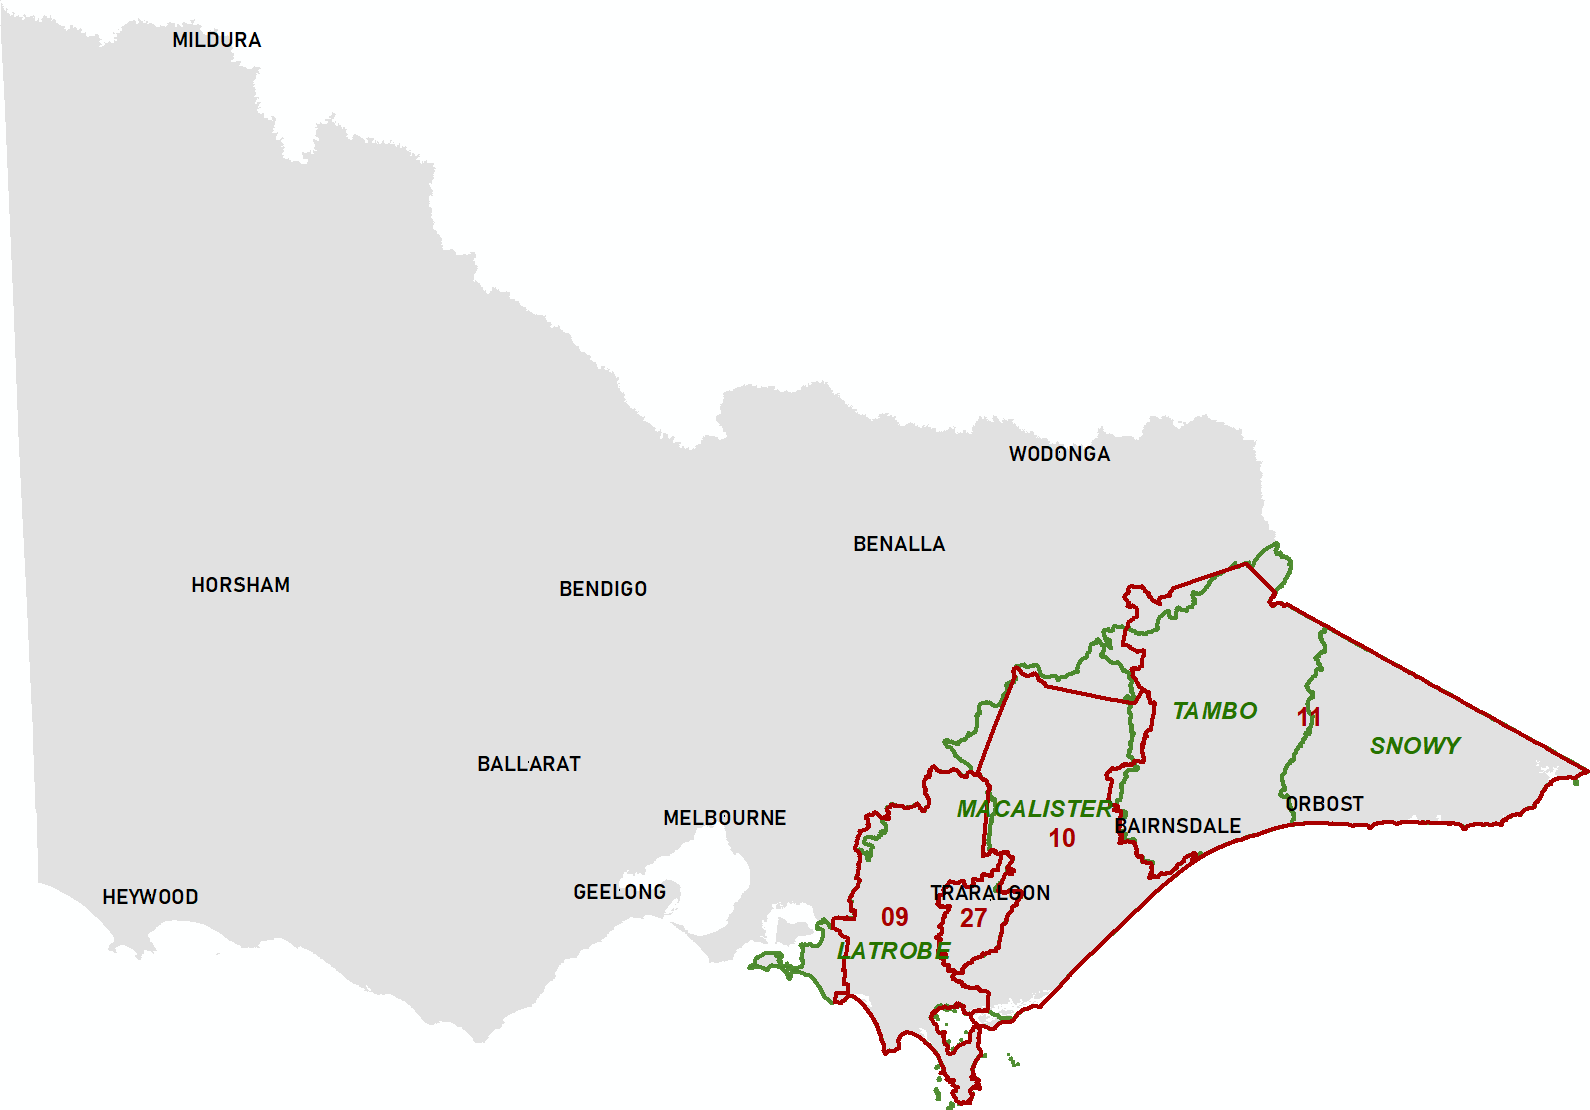 MILDURA
WODONGA
BENALLA
HORSHAM
BENDIGO
TAMBO
11
SNOWY
BALLARAT
ORBOST
MACALISTER
MELBOURNE
BAIRNSDALE
10
GEELONG
TRARALGON
HEYWOOD
09
27
LATROBE